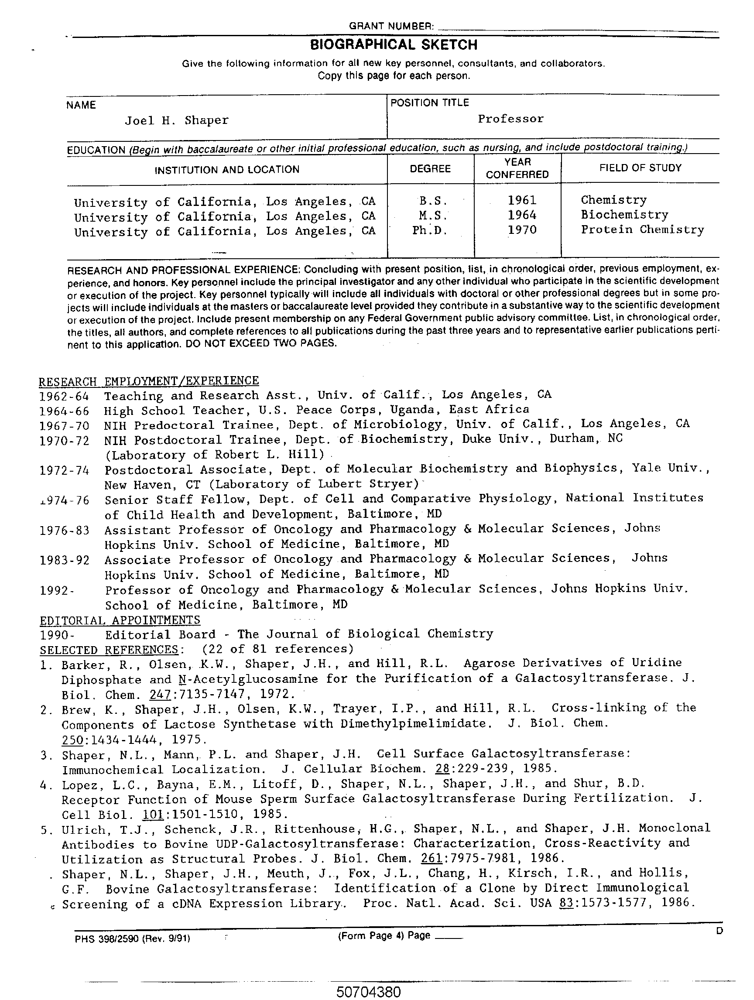 GRANT NUMBER:
BIOGRAPHICAL SKETCH
Give the following information for all new key personnel, consultants, and collaborators.
Copy this page for each person.
NAME
POSITION TITLE
Joel H. Shaper
Professor
EDUCATION (Begin with baccalaureate or other initial professional education, such as nursing, and include postdoctoral training.)
INSTITUTION AND LOCATION DEGREE YEAR CONFERRED FIELD OF STUDY
University of California, Los Angeles, CA B.S. 1961 Chemistry
University of California, Los Angeles, CA M.S. 1964 Biochemistry
University of California, Los Angeles, CA Ph.D. 1970 Protein Chemistry
RESEARCH AND PROFESSIONAL EXPERIENCE: Concluding with present position, list, in chronological order, previous employment, ex-
perience, and honors. Key personnel include the principal investigator and any other individual who participate in the scientific development
or execution of the project. Key personnel typically will include all individuals with doctoral or other professional degrees but in some pro-
jects will include individuals at the masters or baccalaureate level provided they contribute in a substantive way to the scientific development
or execution of the project. Include present membership on any Federal Government public advisory committee. List, in chronological order,
the titles, all authors, and complete references to all publications during the past three years and to representative earlier publications perti-
nent to this application. DO NOT EXCEED TWO PAGES.
RESEARCH EMPLOYMENT/EXPERIENCE
1962-64 Teaching and Research Asst., Univ. of Calif., Los Angeles, CA
1964-66 High School Teacher, U.S. Peace Corps, Uganda, East Africa
1967-70 NIH Predoctoral Trainee, Dept. of Microbiology, Univ. of Calif., Los Angeles, CA
1970-72 NIH Postdoctoral Trainee, Dept. of Biochemistry, Duke Univ., Durham, NC
(Laboratory of Robert L. Hill)
1972-74 Postdoctoral Associate, Dept. of Molecular Biochemistry and Biophysics, Yale Univ.,
New Haven, CT (Laboratory of Lubert Stryer)
1974-76 Senior Staff Fellow, Dept. of Cell and Comparative Physiology, National Institutes
of Child Health and Development, Baltimore, MD
1976-83 Assistant Professor of Oncology and Pharmacology & Molecular Sciences, Johns
Hopkins Univ. School of Medicine, Baltimore, MD
1983-92 Associate Professor of Oncology and Pharmacology & Molecular Sciences, Johns
Hopkins Univ. School of Medicine, Baltimore, MD
1992- Professor of Oncology and Pharmacology & Molecular Sciences, Johns Hopkins Univ.
School of Medicine, Baltimore, MD
EDITORIAL APPOINTMENTS
1990- Editorial Board - The Journal of Biological Chemistry
SELECTED REFERENCES: (22 of 81 references)
1. Barker, R., Olsen, K.W., Shaper, J.H., and Hill, R.L. Agarose Derivatives of Uridine
Diphosphate and N-Acetylglucosamine for the Purification of a Galactosyltransferase. J.
Biol. Chem. 247:7135-7147, 1972.
2. Brew, K., Shaper, J.H., Olsen, K.W., Trayer, I.P., and Hill, R.L. Cross-linking of the
Components of Lactose Synthetase with Dimethylpimelimidate. J. Biol. Chem.
250:1434-1444, 1975.
3. Shaper, N.L., Mann, P.L. and Shaper, J.H. Cell Surface Galactosyltransferase:
Immunochemical Localization. J. Cellular Biochem. 28:229-239, 1985.
4. Lopez, L.C., Bayna, E.M., Litoff, D., Shaper, N.L., Shaper, J.H., and Shur, B.D.
Receptor Function of Mouse Sperm Surface Galactosyltransferase During Fertilization. J.
Cell Biol. 101:1501-1510, 1985.
5. Ulrich, T.J., Schenck, J.R., Rittenhouse, H.G., Shaper, N.L., and Shaper, J.H. Monoclonal
Antibodies to Bovine UDP-Galactosyltransferase: Characterization, Cross-Reactivity and
Utilization as Structural Probes. J. Biol. Chem. 261:7975-7981, 1986.
Shaper, N.L., Shaper, J.H., Meuth, J., Fox, J.L., Chang, H., Kirsch, I.R., and Hollis,
G.F. Bovine Galactosyltransferase: Identification of a Clone by Direct Immunological
Screening of a cDNA Expression Library. Proc. Natl. Acad. Sci. USA 83:1573-1577, 1986.
PHS 398/2590 (Rev. 9/91) (Form Page 4) Page D
50704380